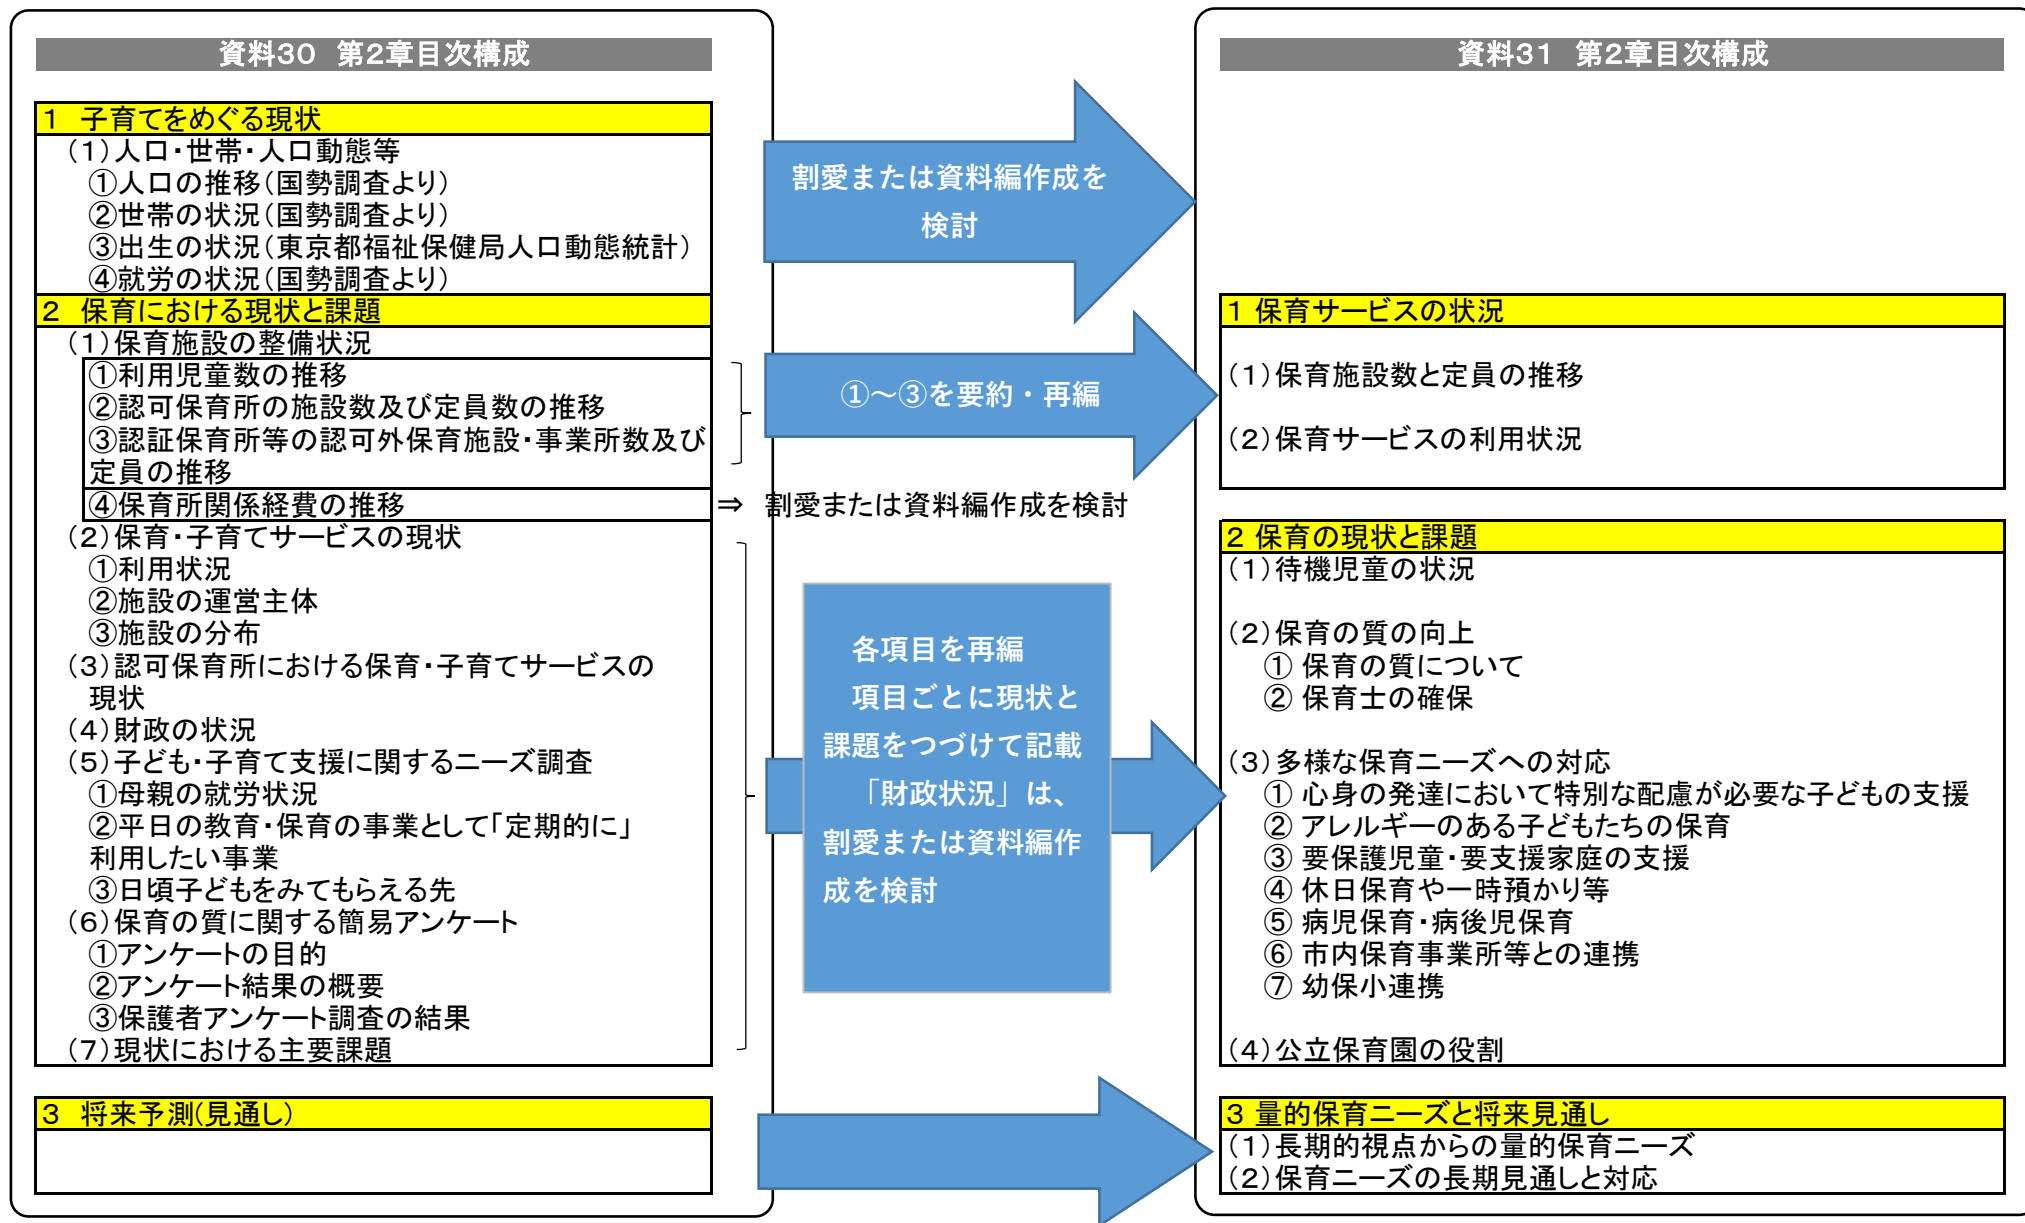 資料30　第2章目次構成
1　子育てをめぐる現状
(1)人口・世帯・人口動態等
①人口の推移(国勢調査より)
②世帯の状況(国勢調査より)
③出生の状況(東京都福祉保健局人口動態統計)
④就労の状況(国勢調査より)
2　保育における現状と課題
(1)保育施設の整備状況
①利用児童数の推移
②認可保育所の施設数及び定員数の推移
③認証保育所等の認可外保育施設・事業所数及び
定員の推移
④保育所関係経費の推移
(2)保育・子育てサービスの現状
①利用状況
②施設の運営主体
③施設の分布
(3)認可保育所における保育・子育てサービスの
現状
(4)財政の状況
(5)子ども・子育て支援に関するニーズ調査
①母親の就労状況
②平日の教育・保育の事業として「定期的に」
利用したい事業
③日頃子どもをみてもらえる先
(6)保育の質に関する簡易アンケート
①アンケートの目的
②アンケート結果の概要
③保護者アンケート調査の結果
(7)現状における主要課題
3　将来予測(見通し)
割愛または資料編作成を
検討
①～③を要約・再編
⇒　割愛または資料編作成を検討
各項目を再編
項目ごとに現状と
課題をつづけて記載
「財政状況」は、
割愛または資料編作
成を検討
資料31　第2章目次構成
1 保育サービスの状況
(1)保育施設数と定員の推移
(2)保育サービスの利用状況
2 保育の現状と課題
(1)待機児童の状況
(2)保育の質の向上
① 保育の質について
② 保育士の確保
(3)多様な保育ニーズへの対応
① 心身の発達において特別な配慮が必要な子どもの支援
② アレルギーのある子どもたちの保育
③ 要保護児童・要支援家庭の支援
④ 休日保育や一時預かり等
⑤ 病児保育・病後児保育
⑥ 市内保育事業所等との連携
⑦ 幼保小連携
(4)公立保育園の役割
3 量的保育ニーズと将来見通し
(1)長期的視点からの量的保育ニーズ
(2)保育ニーズの長期見通しと対応